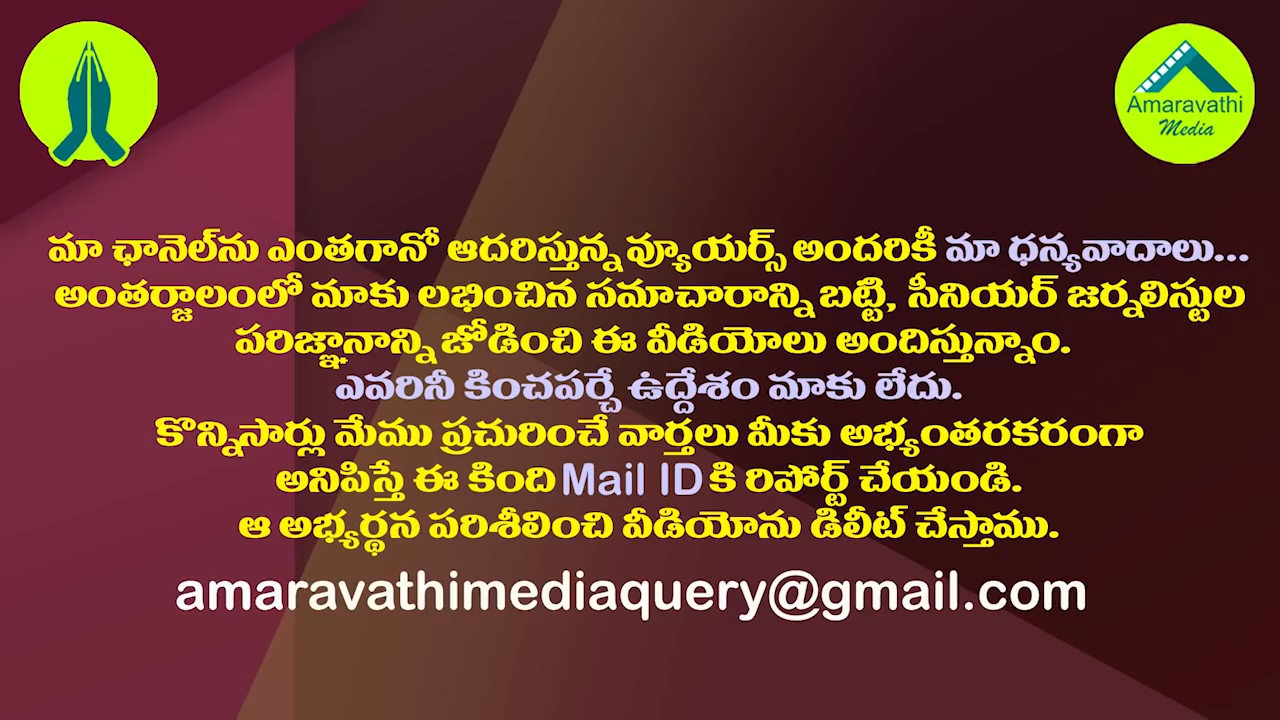 Amaravathi
Media
మా ఛానెల్‌ను ఎంతగానో ఆదరిస్తున్న వ్యూయర్స్ అందరికీ మా ధన్యవాదాలు...
అంతర్జాలంలో మాకు లభించిన సమాచారాన్ని బట్టి, సీనియర్ జర్నలిస్టుల
పరిజ్ఞానాన్ని జోడించి ఈ వీడియోలు అందిస్తున్నాం.
ఎవరినీ కించపర్చే ఉద్దేశం మాకు లేదు.
కొన్నిసార్లు మేము ప్రచురించే వార్తలు మీకు అభ్యంతరకరంగా
అనిపిస్తే ఈ కింది Mail ID కి రిపోర్ట్ చేయండి.
ఆ అభ్యర్థన పరిశీలించి వీడియోను డిలీట్ చేస్తాము.
amaravathimediaquery@gmail.com